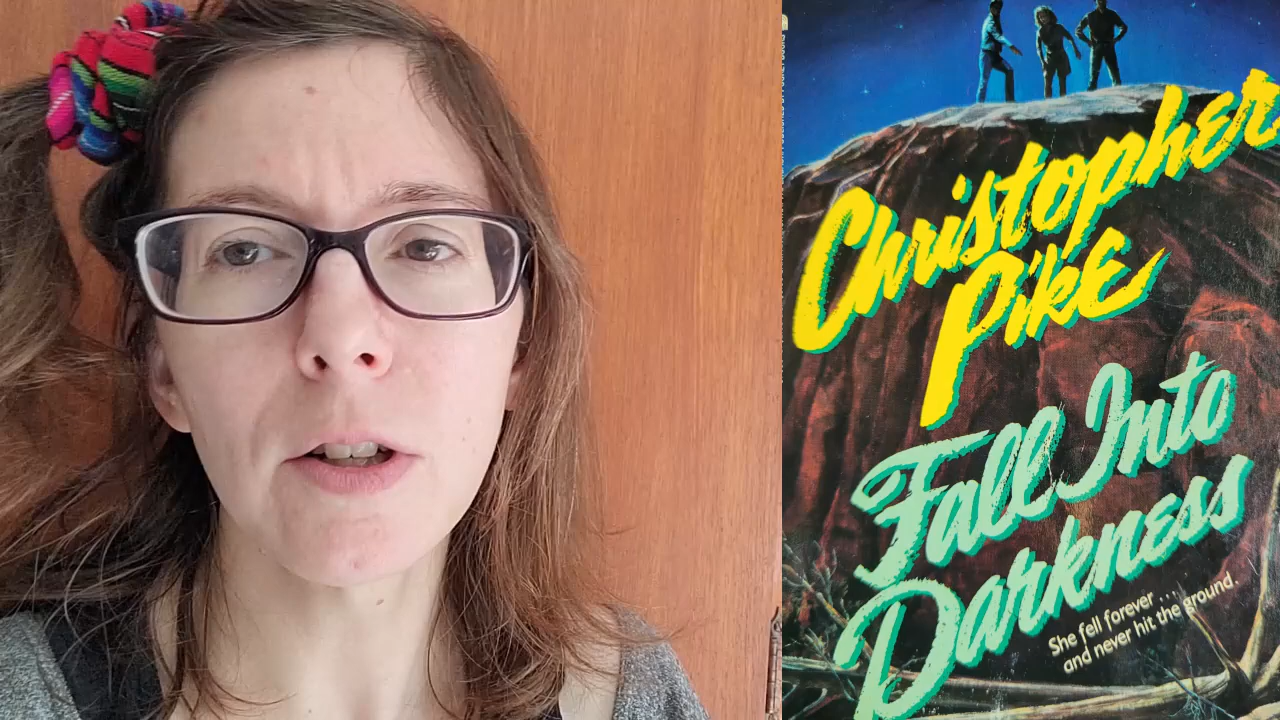 Christopher
Pike
Fall Into
Darkness
She fell forever ...
and never hit the ground.